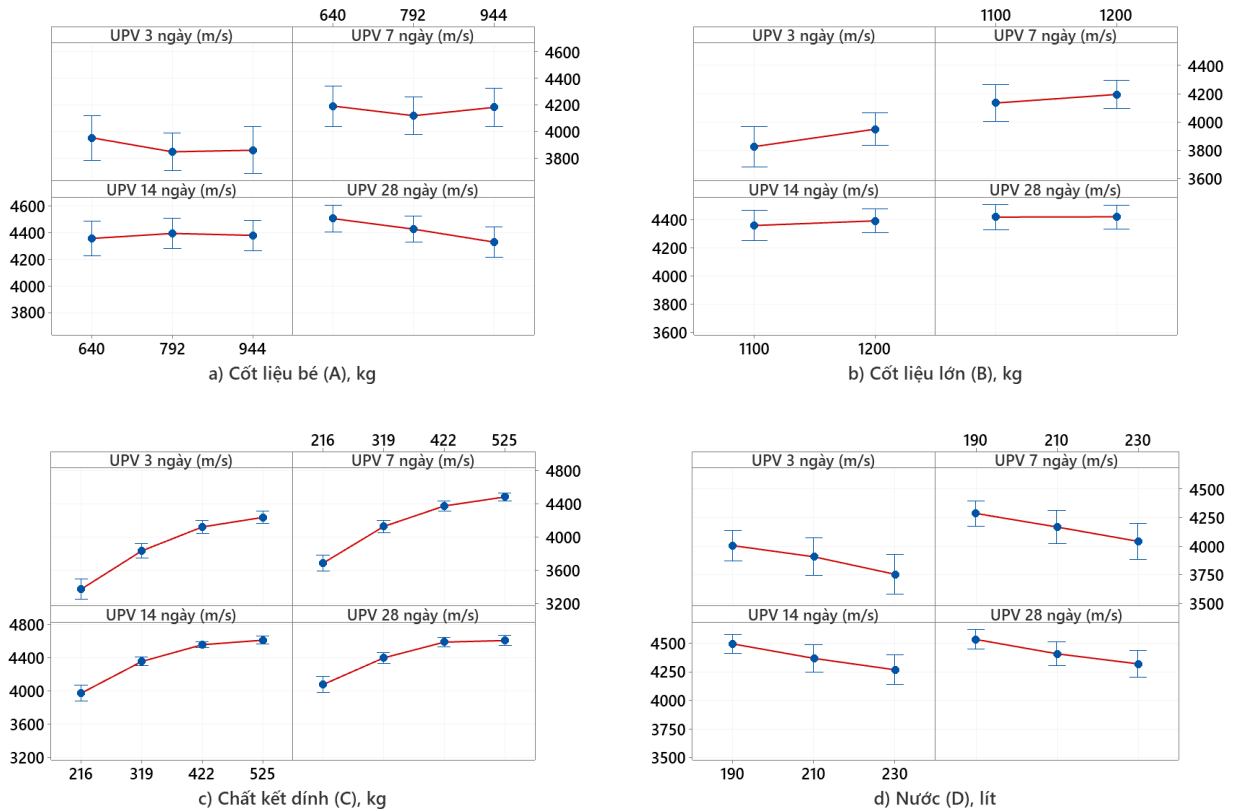 640 792 944
UPV 3 ngày (m/s) UPV 7 ngày (m/s)
4600
4400
4200
4000
3800
UPV 14 ngày (m/s) UPV 28 ngày (m/s)
4600
4400
4200
4000
3800
640 792 944
a) Cốt liệu bé (A), kg
1100 1200
UPV 3 ngày (m/s) UPV 7 ngày (m/s)
4400
4200
4000
3800
3600
UPV 14 ngày (m/s) UPV 28 ngày (m/s)
4400
4200
4000
3800
3600
1100 1200
b) Cốt liệu lớn (B), kg
216 319 422 525
UPV 3 ngày (m/s) UPV 7 ngày (m/s)
4800
4400
4000
3600
3200
UPV 14 ngày (m/s) UPV 28 ngày (m/s)
4800
4400
4000
3600
3200
216 319 422 525
c) Chất kết dính (C), kg
190 210 230
UPV 3 ngày (m/s) UPV 7 ngày (m/s)
4500
4250
4000
3750
3500
UPV 14 ngày (m/s) UPV 28 ngày (m/s)
4500
4250
4000
3750
3500
190 210 230
d) Nước (D), lít